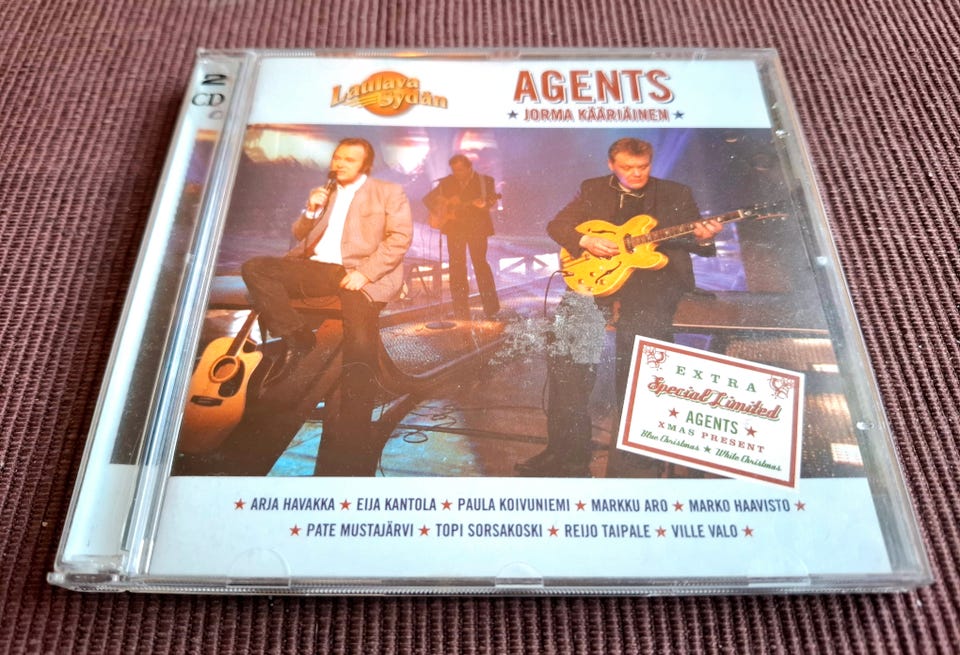 2
CD
Laulava
Sydän
AGENTS
★ JORMA KÄÄRIÄINEN ★
EXTRA
Special Limited
★ AGENTS ★
XMAS PRESENT
Blue Christmas ★ White Christmas
★ ARJA HAVAKKA ★ EIJA KANTOLA ★ PAULA KOIVUNIEMI ★ MARKKU ARO ★ MARKO HAAVISTO ★
★ PATE MUSTAJÄRVI ★ TOPI SORSAKOSKI ★ REIJO TAIPALE ★ VILLE VALO ★